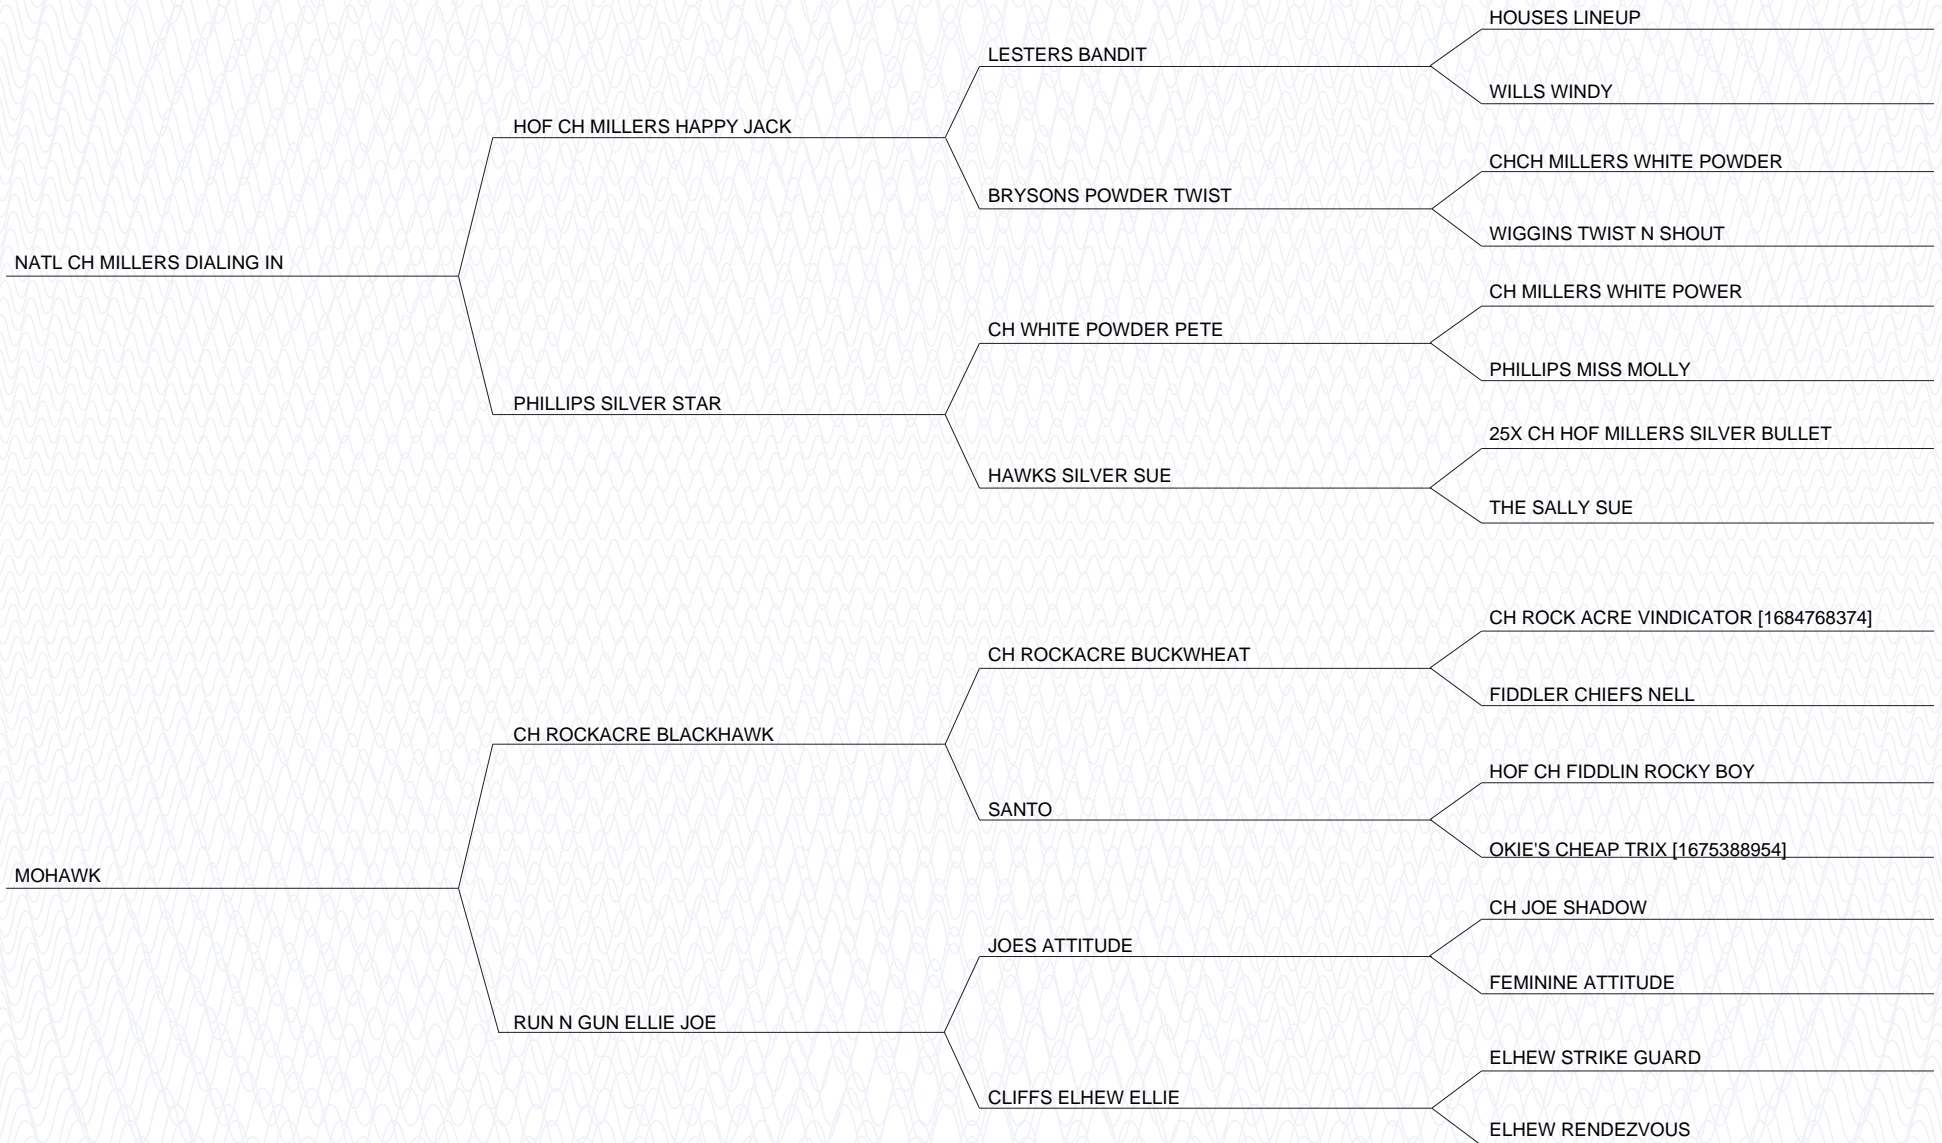 HOUSES LINEUP
LESTERS BANDIT
WILLS WINDY
HOF CH MILLERS HAPPY JACK
CHCH MILLERS WHITE POWDER
BRYSONS POWDER TWIST
WIGGINS TWIST N SHOUT
NATL CH MILLERS DIALING IN
CH MILLERS WHITE POWER
CH WHITE POWDER PETE
PHILLIPS MISS MOLLY
PHILLIPS SILVER STAR
25X CH HOF MILLERS SILVER BULLET
HAWKS SILVER SUE
THE SALLY SUE
CH ROCK ACRE VINDICATOR [1684768374]
CH ROCKACRE BUCKWHEAT
FIDDLER CHIEFS NELL
CH ROCKACRE BLACKHAWK
HOF CH FIDDLIN ROCKY BOY
SANTO
OKIE'S CHEAP TRIX [1675388954]
MOHAWK
CH JOE SHADOW
JOES ATTITUDE
FEMININE ATTITUDE
RUN N GUN ELLIE JOE
ELHEW STRIKE GUARD
CLIFFS ELHEW ELLIE
ELHEW RENDEZVOUS